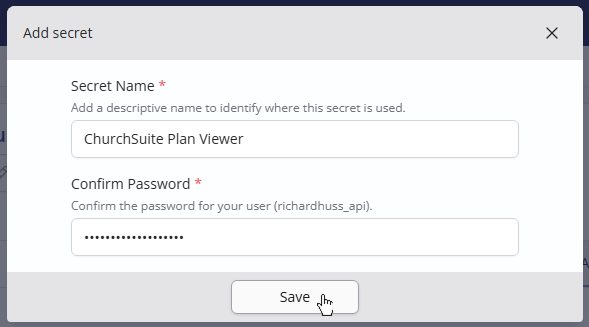 Add secret
Secret Name *
Add a descriptive name to identify where this secret is used.
ChurchSuite Plan Viewer
Confirm Password *
Confirm the password for your user (richardhuss_api).
•••••••••••••••••••
Save